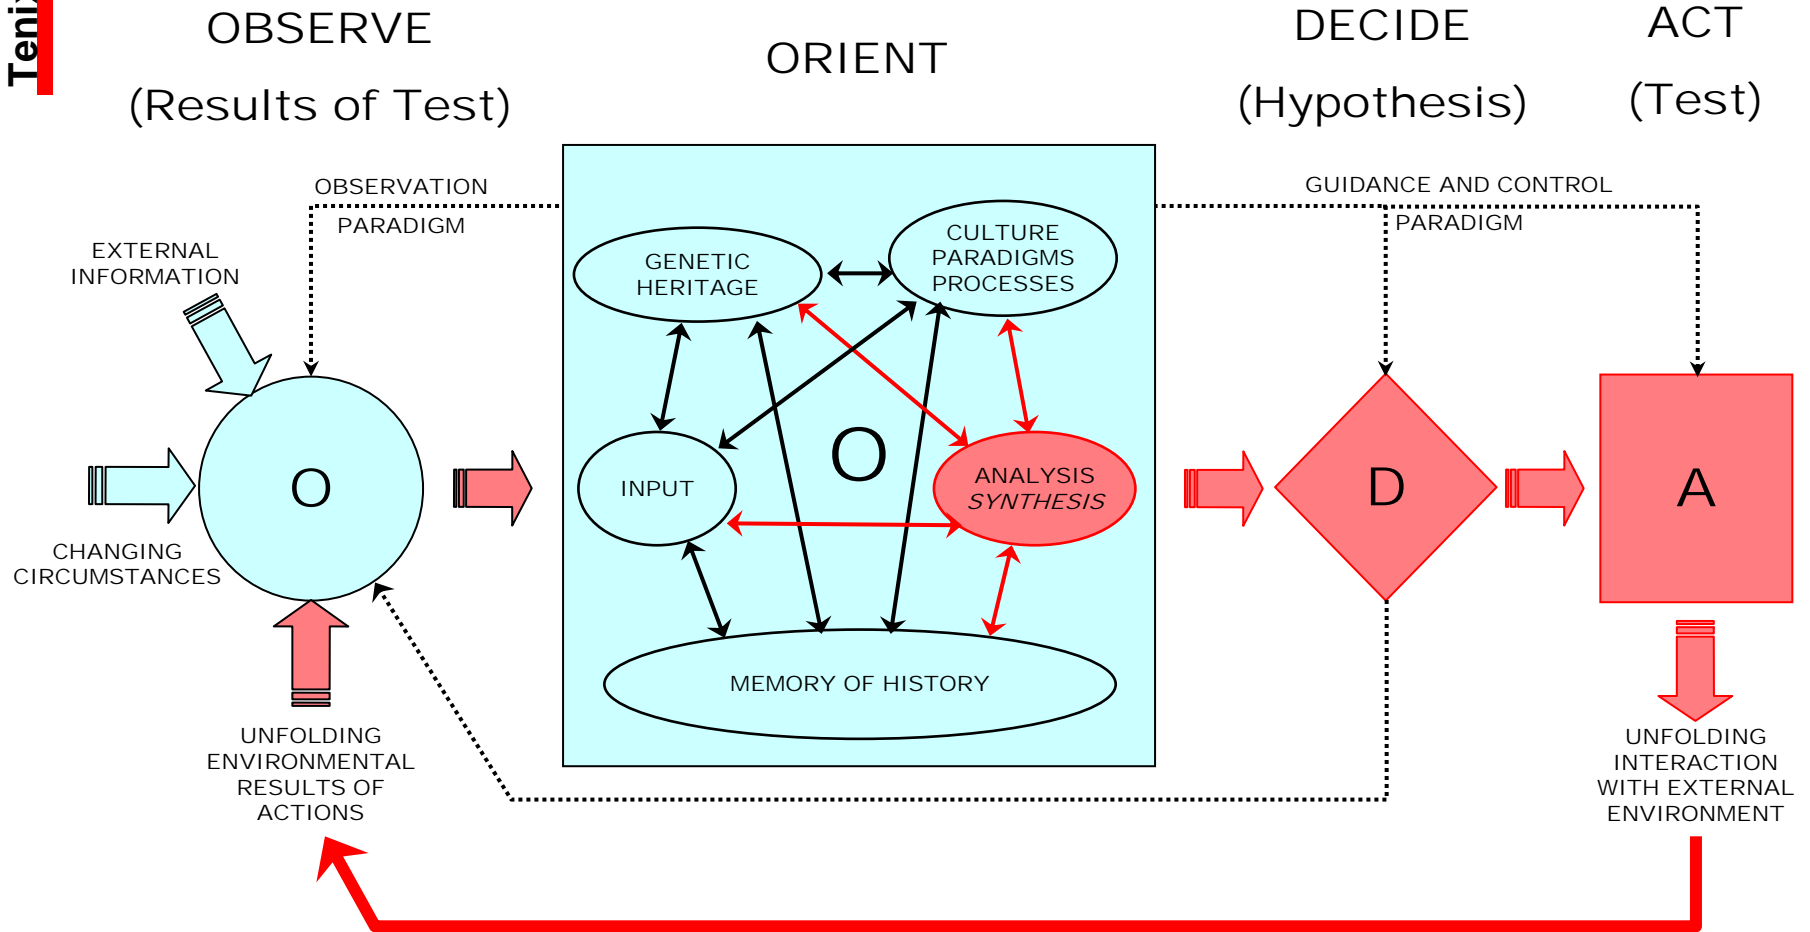 OBSERVE
(Results of Test)
ORIENT
DECIDE
(Hypothesis)
ACT
(Test)
OBSERVATION
PARADIGM
GUIDANCE AND CONTROL
PARADIGM
EXTERNAL
INFORMATION
GENETIC
HERITAGE
CULTURE
PARADIGMS
PROCESSES
O
INPUT
O
ANALYSIS
SYNTHESIS
D
A
CHANGING
CIRCUMSTANCES
MEMORY OF HISTORY
UNFOLDING
ENVIRONMENTAL
RESULTS OF
ACTIONS
UNFOLDING
INTERACTION
WITH EXTERNAL
ENVIRONMENT